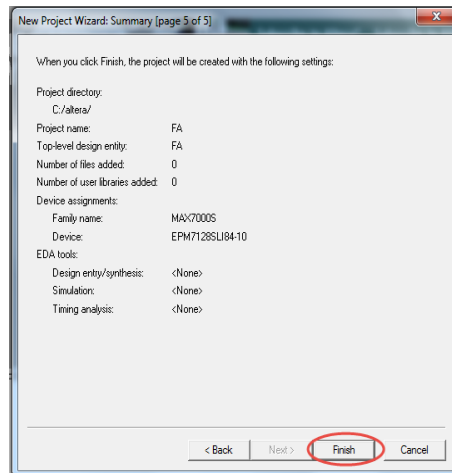 New Project Wizard: Summary [page 5 of 5]
When you click Finish, the project will be created with the following settings:
Project directory:
C:/altera/
Project name: FA
Top-level design entity: FA
Number of files added: 0
Number of user libraries added: 0
Device assignments:
Family name: MAX7000S
Device: EPM7128SLI84-10
EDA tools:
Design entry/synthesis: <None>
Simulation: <None>
Timing analysis: <None>
< Back Next > Finish Cancel